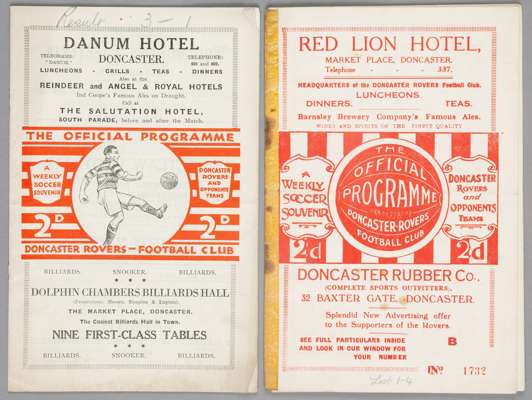 Result :- 3 - 1
DANUM HOTEL
DONCASTER.
TELEGRAMS:
"DANUM."
TELEPHONE:
LUNCHEONS - GRILLS - TEAS - DINNERS
Also at the
REINDEER and ANGEL & ROYAL HOTELS
Ind Coope's Famous Ales on Draught.
Call at
THE SALUTATION HOTEL,
SOUTH PARADE, before and after the Match.
THE OFFICIAL PROGRAMME
A
WEEKLY
SOCCER
SOUVENIR
2D
DONCASTER
ROVERS
AND
OPPONENTS
TEAMS
2D
DONCASTER ROVERS - FOOTBALL CLUB
BILLIARDS. SNOOKER. BILLIARDS.
DOLPHIN CHAMBERS BILLIARDS HALL
THE MARKET PLACE, DONCASTER.
The Cosiest Billiards Hall in Town.
NINE FIRST-CLASS TABLES
BILLIARDS. SNOOKER. BILLIARDS.
RED LION HOTEL,
MARKET PLACE, DONCASTER.
Telephone - - - 337.
HEADQUARTERS of the DONCASTER ROVERS Football Club.
LUNCHEONS
DINNERS. TEAS.
Barnsley Brewery Company's Famous Ales.
WINES AND SPIRITS OF THE FINEST QUALITY
THE
OFFICIAL
PROGRAMME
DONCASTER-ROVERS
FOOTBALL CLUB
A
WEEKLY
SOCCER
SOUVENIR
2d
DONCASTER
ROVERS
AND
OPPONENTS
TEAMS
2d
DONCASTER RUBBER Co.,
(COMPLETE SPORTS OUTFITTERS),
32 BAXTER GATE, DONCASTER.
Splendid New Advertising offer
to the Supporters of the Rovers.
SEE FULL PARTICULARS INSIDE
AND LOOK IN OUR WINDOW FOR
YOUR NUMBER
B
No 1732
Lost 1-4